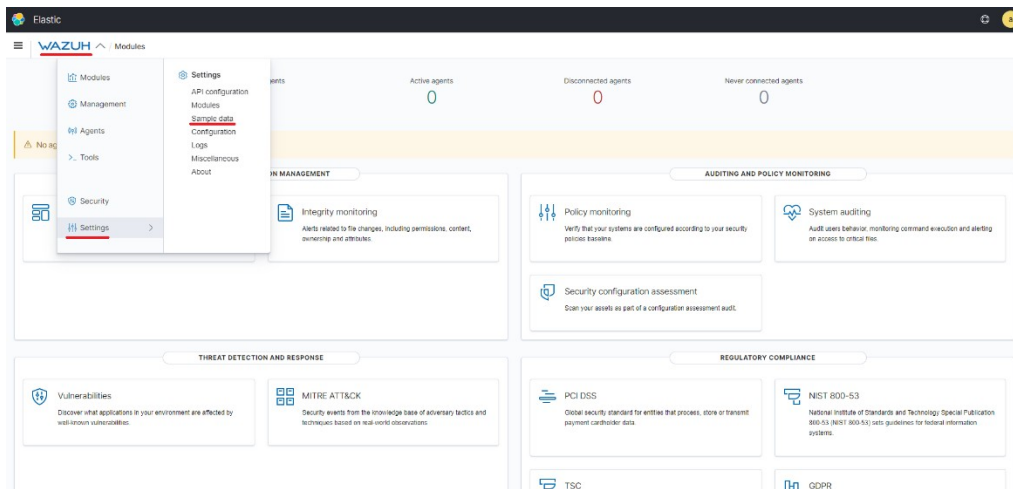 Elastic
a
WAZUH / Modules
Modules
Management
Agents
Tools
Security
Settings
Settings
API configuration
Modules
Sample data
Configuration
Logs
Miscellaneous
About
Active agents
0
Disconnected agents
0
Never connected agents
0
No
AUDITING AND POLICY MONITORING
Integrity monitoring
Alerts related to file changes, including permissions, content,
ownership and attributes.
Policy monitoring
Verify that your systems are configured according to your security
policies baseline.
System auditing
Audit users behavior, monitoring command execution and alerting
on access to critical files.
Security configuration assessment
Scan your assets as part of a configuration assessment audit.
THREAT DETECTION AND RESPONSE
Vulnerabilities
Discover what applications in your environment are affected by
well-known vulnerabilities.
MITRE ATT&CK
Security events from the knowledge base of adversary tactics and
techniques based on real-world observations
REGULATORY COMPLIANCE
PCI DSS
Global security standard for entities that process, store or transmit
payment cardholder data.
NIST 800-53
National Institute of Standards and Technology Special Publication
800-53 (NIST 800-53) sets guidelines for federal information
systems.
TSC
GDPR